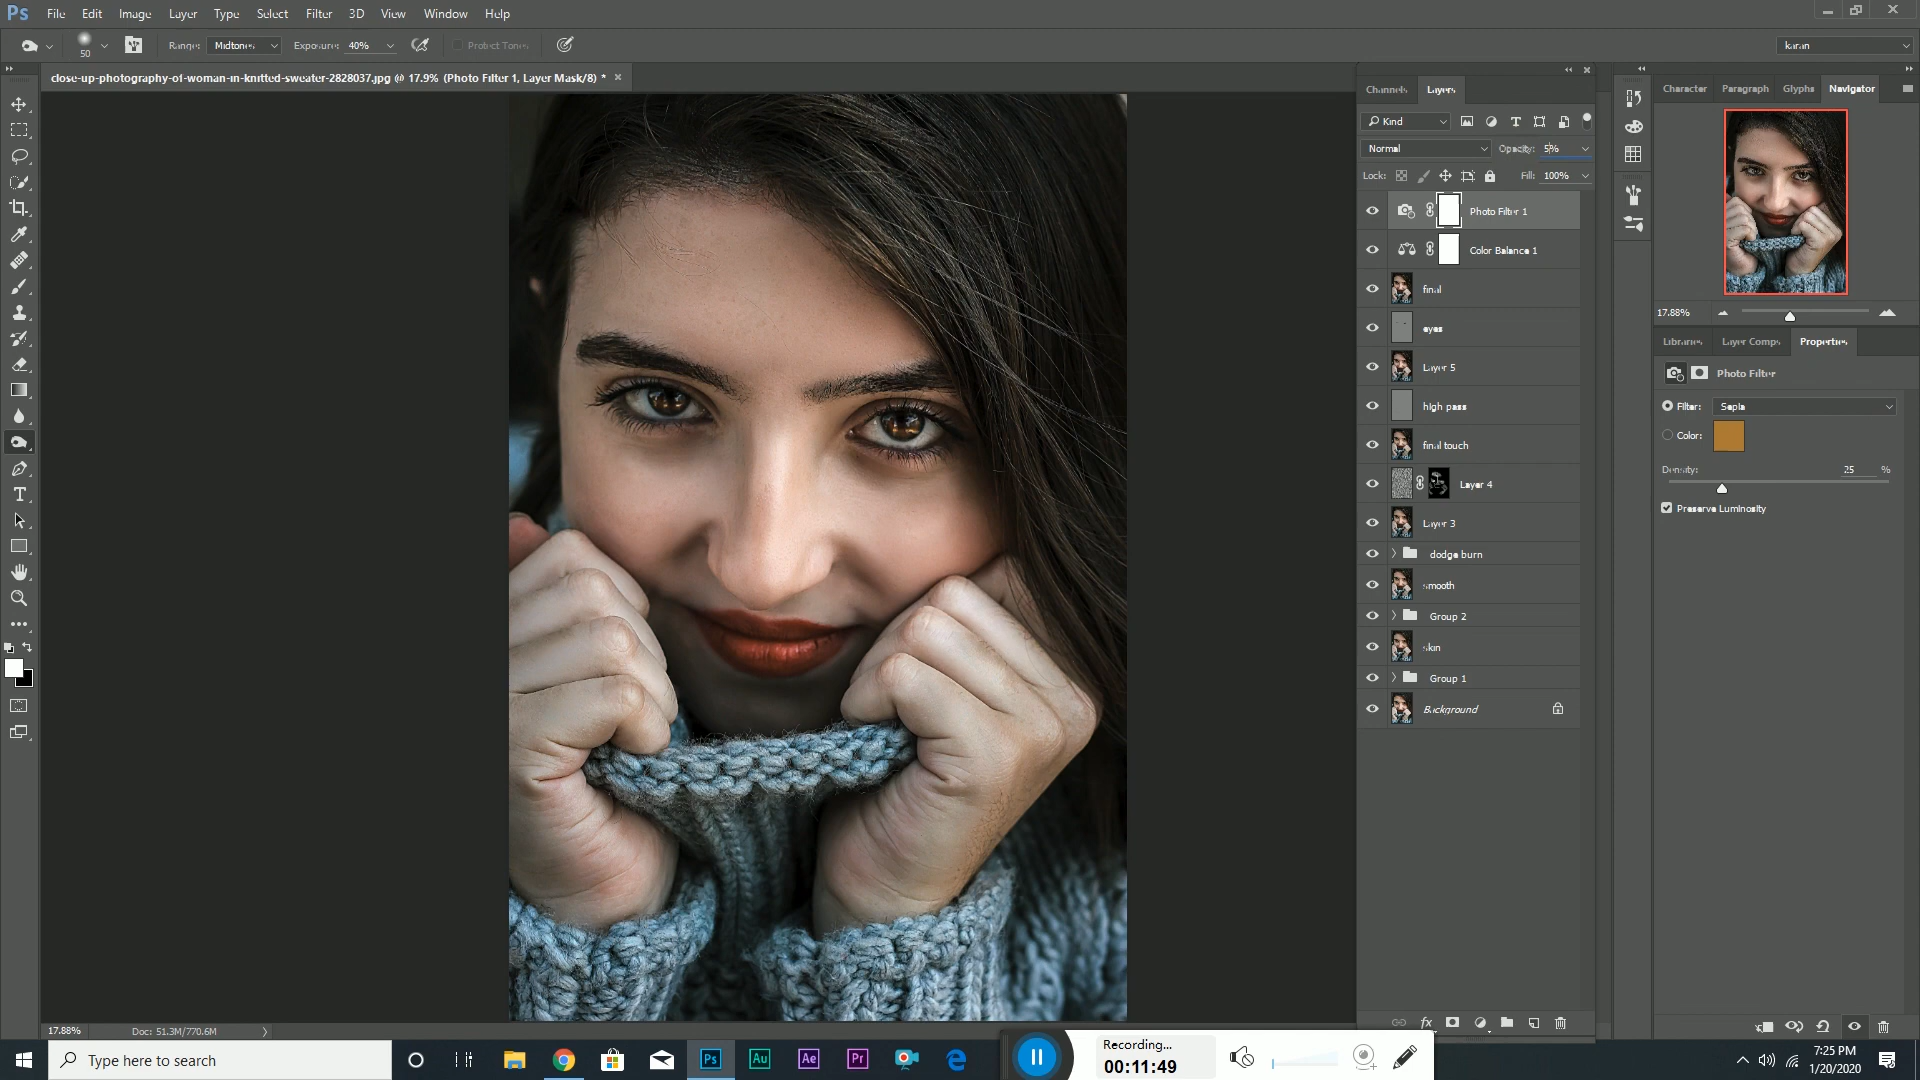 Ps File Edit Image Layer Type Select Filter 3D View Window Help
50 Range: Midtones Exposure: 40% Protect Tones karan
close-up-photography-of-woman-in-knitted-sweater-2828037.jpg @ 17.9% (Photo Filter 1, Layer Mask/8) *
Channels Layers
Kind
Normal Opacity: 5%
Lock: Fill: 100%
Photo Filter 1
Color Balance 1
final
eyes
Layer 5
high pass
final touch
Layer 4
Layer 3
dodge burn
smooth
Group 2
skin
Group 1
Background
Character Paragraph Glyphs Navigator
17.88%
Libraries Layer Comps Properties
Photo Filter
Filter: Sepia
Color:
Density: 25 %
Preserve Luminosity
17.88% Doc: 51.3M/770.6M
Type here to search
Ps Au Ae Pr
Recording...
00:11:49
7:25 PM
1/20/2020